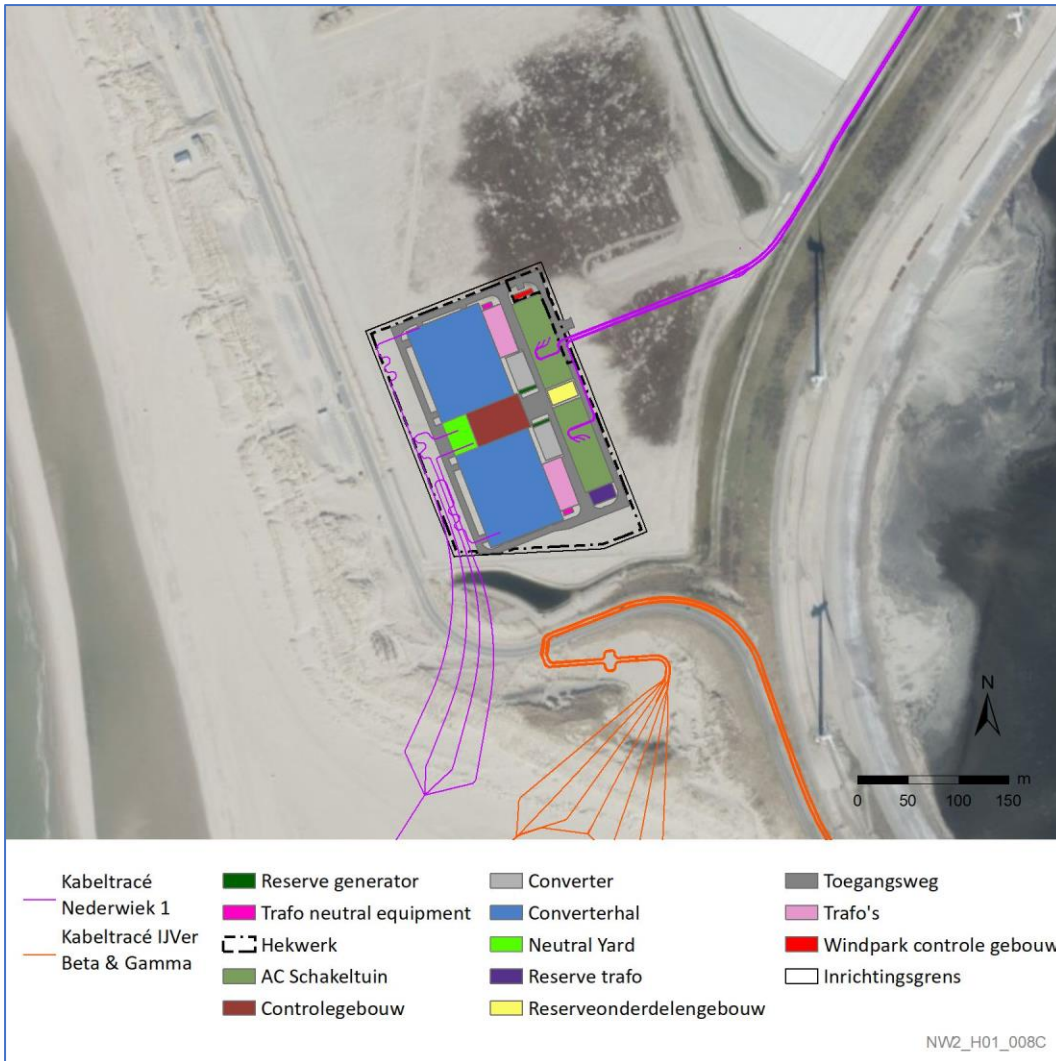 N
m
0 50 100 150
Kabeltracé
Nederwiek 1
Kabeltracé IJVer
Beta & Gamma
Reserve generator
Trafo neutral equipment
Hekwerk
AC Schakeltuin
Controlegebouw
Converter
Converterhal
Neutral Yard
Reserve trafo
Reserveonderdelengebouw
Toegangsweg
Trafo's
Windpark controle gebouw
Inrichtingsgrens
NW2_H01_008C